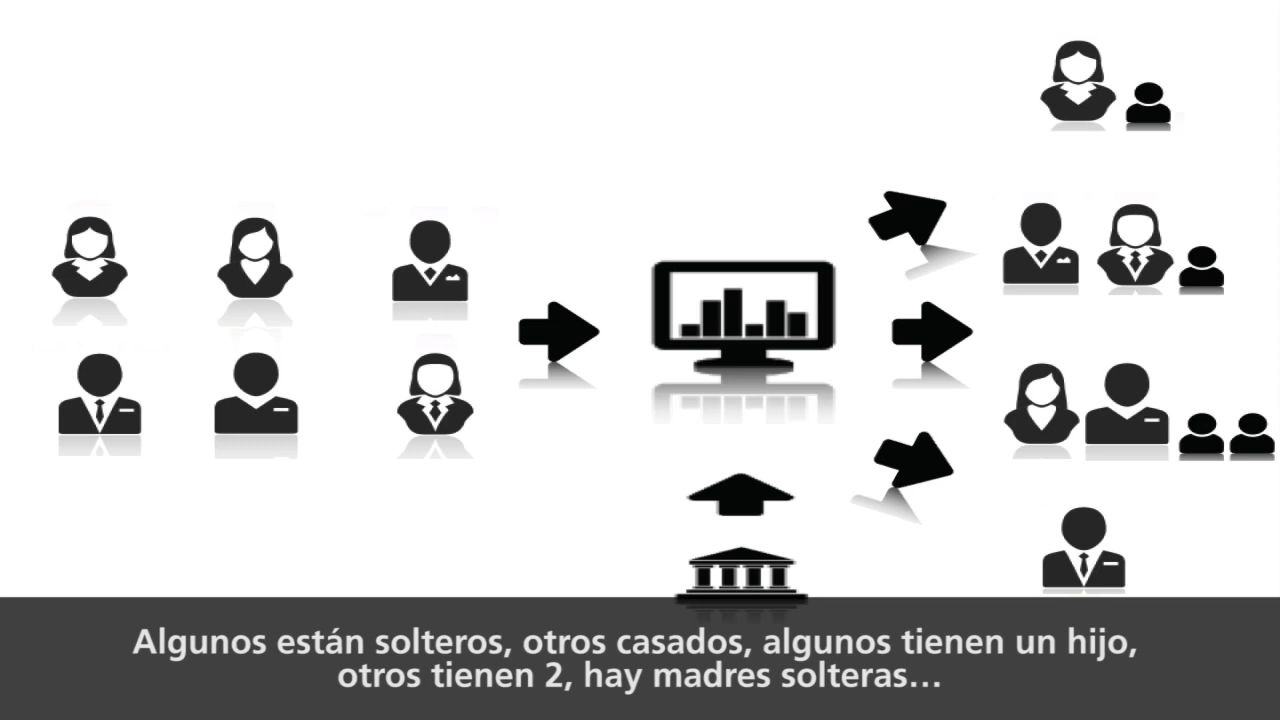 Algunos están solteros, otros casados, algunos tienen un hijo,
otros tienen 2, hay madres solteras...